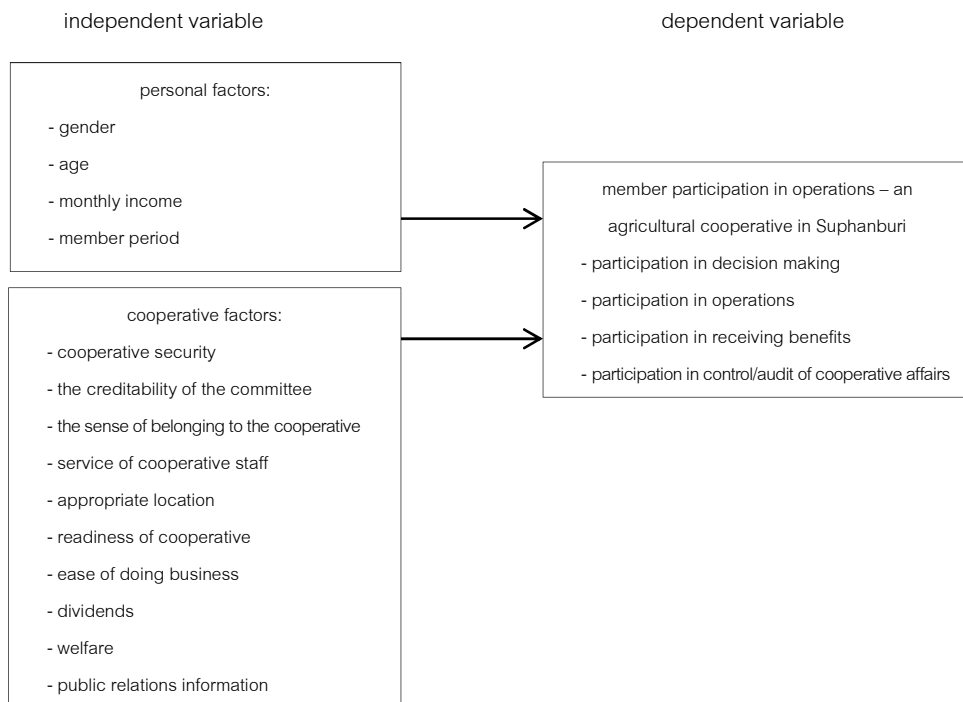 independent variable
dependent variable
personal factors:
- gender
- age
- monthly income
- member period
cooperative factors:
- cooperative security
- the creditability of the committee
- the sense of belonging to the cooperative
- service of cooperative staff
- appropriate location
- readiness of cooperative
- ease of doing business
- dividends
- welfare
- public relations information
member participation in operations – an
agricultural cooperative in Suphanburi
- participation in decision making
- participation in operations
- participation in receiving benefits
- participation in control/audit of cooperative affairs